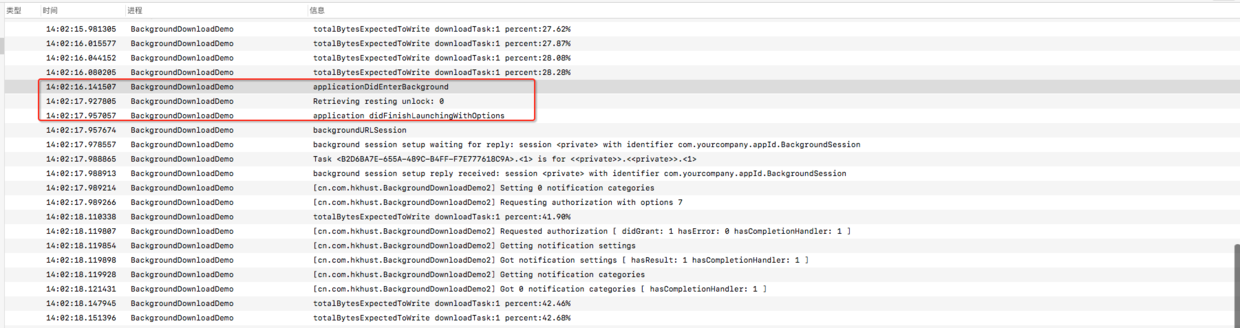 类型 时间 进程 信息
14:02:15.981305 BackgroundDownloadDemo totalBytesExpectedToWrite downloadTask:1 percent:27.62%
14:02:16.015577 BackgroundDownloadDemo totalBytesExpectedToWrite downloadTask:1 percent:27.87%
14:02:16.044152 BackgroundDownloadDemo totalBytesExpectedToWrite downloadTask:1 percent:28.08%
14:02:16.080205 BackgroundDownloadDemo totalBytesExpectedToWrite downloadTask:1 percent:28.28%
14:02:16.141507 BackgroundDownloadDemo applicationDidEnterBackground
14:02:17.927805 BackgroundDownloadDemo Retrieving resting unlock: 0
14:02:17.957057 BackgroundDownloadDemo application didFinishLaunchingWithOptions
14:02:17.957674 BackgroundDownloadDemo backgroundURLSession
14:02:17.978557 BackgroundDownloadDemo background session setup waiting for reply: session <private> with identifier com.yourcompany.appId.BackgroundSession
14:02:17.988865 BackgroundDownloadDemo Task <B2D6BA7E-655A-489C-B4FF-F7E777618C9A>.<1> is for <<private>>.<<private>>.<1>
14:02:17.988913 BackgroundDownloadDemo background session setup reply received: session <private> with identifier com.yourcompany.appId.BackgroundSession
14:02:17.989214 BackgroundDownloadDemo [cn.com.hkhust.BackgroundDownloadDemo2] Setting 0 notification categories
14:02:17.989266 BackgroundDownloadDemo [cn.com.hkhust.BackgroundDownloadDemo2] Requesting authorization with options 7
14:02:18.110338 BackgroundDownloadDemo totalBytesExpectedToWrite downloadTask:1 percent:41.90%
14:02:18.119807 BackgroundDownloadDemo [cn.com.hkhust.BackgroundDownloadDemo2] Requested authorization [ didGrant: 1 hasError: 0 hasCompletionHandler: 1 ]
14:02:18.119854 BackgroundDownloadDemo [cn.com.hkhust.BackgroundDownloadDemo2] Getting notification settings
14:02:18.119898 BackgroundDownloadDemo [cn.com.hkhust.BackgroundDownloadDemo2] Got notification settings [ hasResult: 1 hasCompletionHandler: 1 ]
14:02:18.119928 BackgroundDownloadDemo [cn.com.hkhust.BackgroundDownloadDemo2] Getting notification categories
14:02:18.121431 BackgroundDownloadDemo [cn.com.hkhust.BackgroundDownloadDemo2] Got 0 notification categories [ hasCompletionHandler: 1 ]
14:02:18.147945 BackgroundDownloadDemo totalBytesExpectedToWrite downloadTask:1 percent:42.46%
14:02:18.151396 BackgroundDownloadDemo totalBytesExpectedToWrite downloadTask:1 percent:42.68%